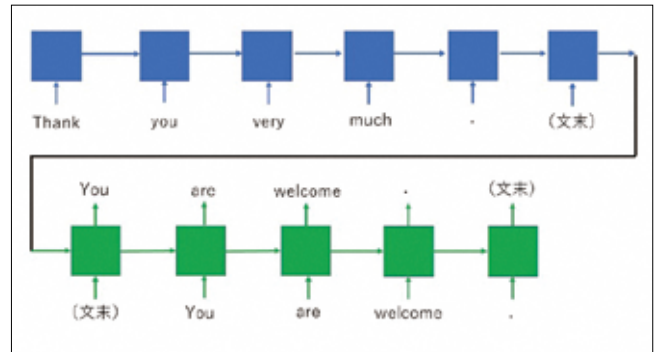 Thank you very much . (文末)
You are welcome . (文末)
(文末) You are welcome .